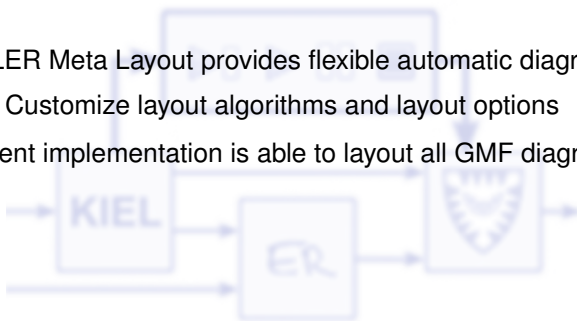 LER Meta Layout provides flexible automatic diagr
Customize layout algorithms and layout options
ent implementation is able to layout all GMF diagr
KIEL
ER